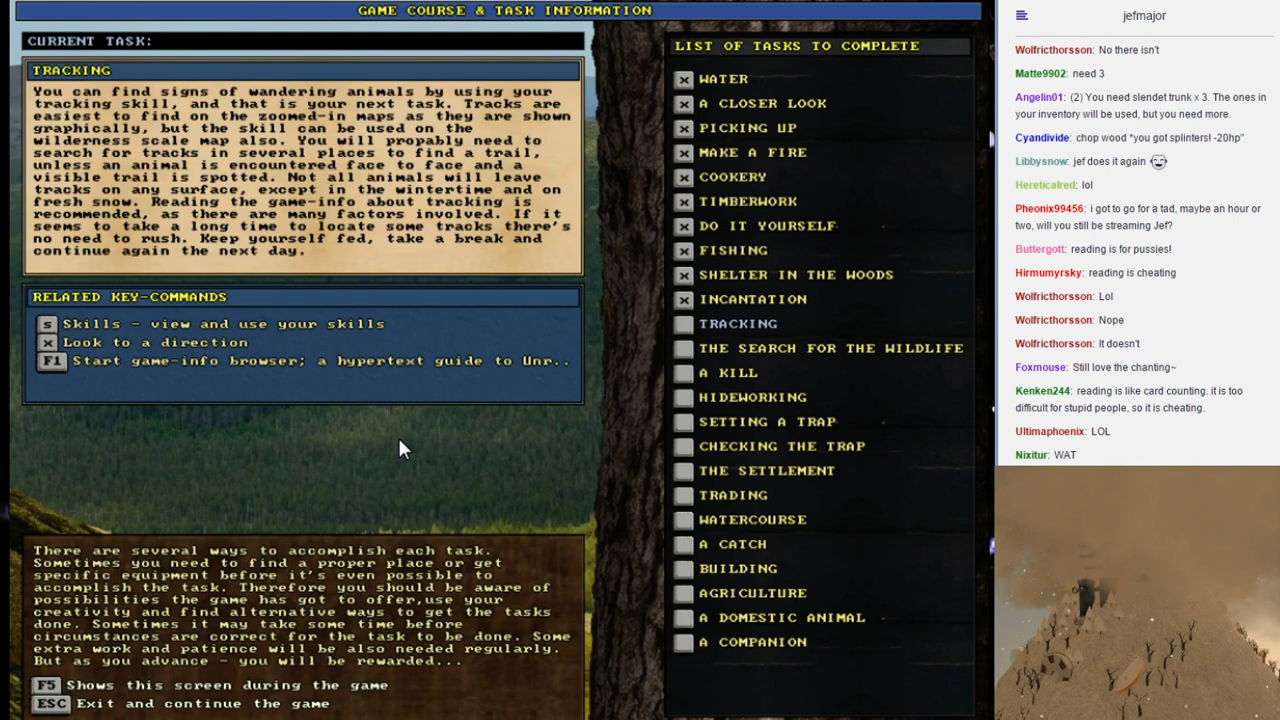 GAME COURSE & TASK INFORMATION
CURRENT TASK:
TRACKING
You can find signs of wandering animals by using your
tracking skill, and that is your next task. Tracks are
easiest to find on the zoomed-in maps as they are shown
graphically, but the skill can be used on the
wilderness scale map also. You will propably need to
search for tracks in several places to find a trail,
unless an animal is encountered face to face and a
visible trail is spotted. Not all animals will leave
tracks on any surface, except in the wintertime and on
fresh snow. Reading the game-info about tracking is
recommended, as there are many factors involved. If it
seems to take a long time to locate some tracks there's
no need to rush. Keep yourself fed, take a break and
continue again the next day.
RELATED KEY-COMMANDS
s Skills - view and use your skills
x Look to a direction
F1 Start game-info browser; a hypertext guide to Unr..
There are several ways to accomplish each task.
Sometimes you need to find a proper place or get
specific equipment before it's even possible to
accomplish the task. Therefore you should be aware of
possibilities the game has got to offer,use your
creativity and find alternative ways to get the tasks
done. Sometimes it may take some time before
circumstances are correct for the task to be done. Some
extra work and patience will be also needed regularly.
But as you advance - you will be rewarded...
F5 Shows this screen during the game
ESC Exit and continue the game
LIST OF TASKS TO COMPLETE
x WATER
x A CLOSER LOOK
x PICKING UP
x MAKE A FIRE
x COOKERY
x TIMBERWORK
x DO IT YOURSELF
x FISHING
x SHELTER IN THE WOODS
x INCANTATION
TRACKING
THE SEARCH FOR THE WILDLIFE
A KILL
HIDEWORKING
SETTING A TRAP
CHECKING THE TRAP
THE SETTLEMENT
TRADING
WATERCOURSE
A CATCH
BUILDING
AGRICULTURE
A DOMESTIC ANIMAL
A COMPANION
jefmajor
Wolfricthorsson: No there isn't
Matte9902: need 3
Angelin01: (2) You need slendet trunk x 3. The ones in
your inventory will be used, but you need more.
Cyandivide: chop wood *you got splinters! -20hp"
Libbysnow: jef does it again
Hereticalred: lol
Pheonix99456: i got to go for a tad, maybe an hour or
two, will you still be streaming Jef?
Buttergott: reading is for pussies!
Hirmumyrsky: reading is cheating
Wolfricthorsson: Lol
Wolfricthorsson: Nope
Wolfricthorsson: It doesn't
Foxmouse: Still love the chanting~
Kenken244: reading is like card counting. it is too
difficult for stupid people, so it is cheating.
Ultimaphoenix: LOL
Nixitur: WAT